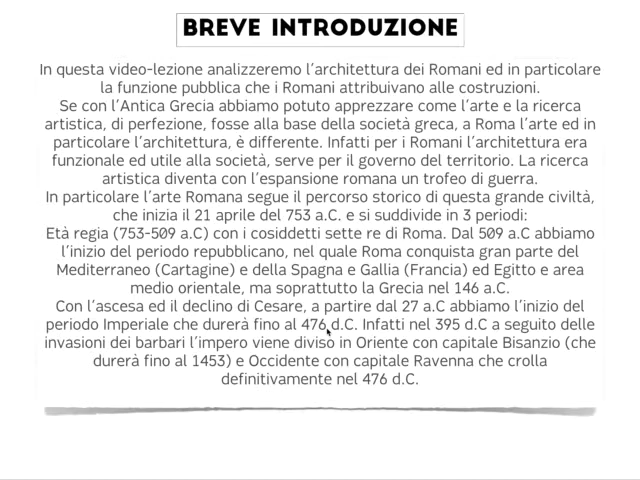 BREVE INTRODUZIONE
In questa video-lezione analizzeremo l'architettura dei Romani ed in particolare
la funzione pubblica che i Romani attribuivano alle costruzioni.
Se con l'Antica Grecia abbiamo potuto apprezzare come l'arte e la ricerca
artistica, di perfezione, fosse alla base della società greca, a Roma l'arte ed in
particolare l'architettura, è differente. Infatti per i Romani l'architettura era
funzionale ed utile alla società, serve per il governo del territorio. La ricerca
artistica diventa con l'espansione romana un trofeo di guerra.
In particolare l'arte Romana segue il percorso storico di questa grande civiltà,
che inizia il 21 aprile del 753 a.C. e si suddivide in 3 periodi:
Età regia (753-509 a.C) con i cosiddetti sette re di Roma. Dal 509 a.C abbiamo
l'inizio del periodo repubblicano, nel quale Roma conquista gran parte del
Mediterraneo (Cartagine) e della Spagna e Gallia (Francia) ed Egitto e area
medio orientale, ma soprattutto la Grecia nel 146 a.C.
Con l'ascesa ed il declino di Cesare, a partire dal 27 a.C abbiamo l'inizio del
periodo Imperiale che durerà fino al 476 d.C. Infatti nel 395 d.C a seguito delle
invasioni dei barbari l'impero viene diviso in Oriente con capitale Bisanzio (che
durerà fino al 1453) e Occidente con capitale Ravenna che crolla
definitivamente nel 476 d.C.